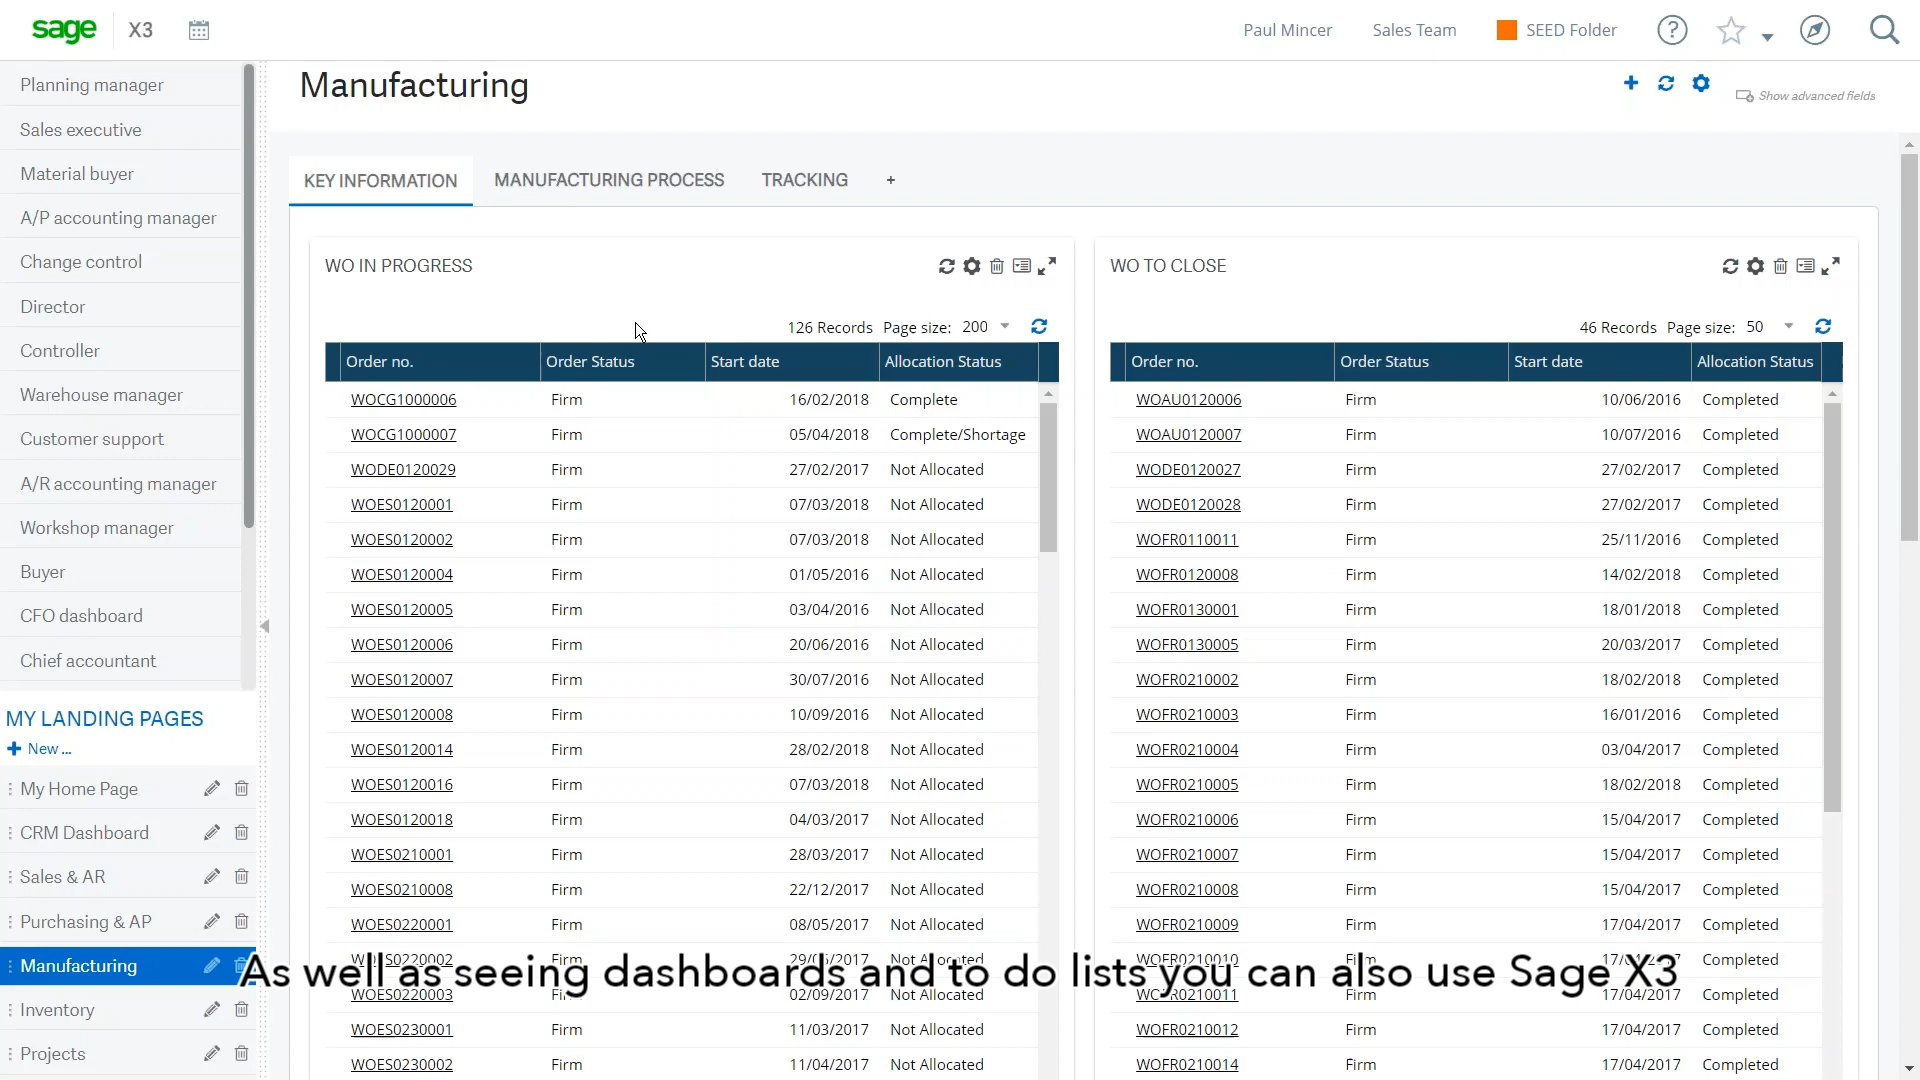 sage X3 Paul Mincer Sales Team SEED Folder
Manufacturing
Show advanced fields
Planning manager
Sales executive
Material buyer
A/P accounting manager
Change control
Director
Controller
Warehouse manager
Customer support
A/R accounting manager
Workshop manager
Buyer
CFO dashboard
Chief accountant
MY LANDING PAGES
New ...
My Home Page
CRM Dashboard
Sales & AR
Purchasing & AP
Manufacturing
Inventory
Projects
KEY INFORMATION MANUFACTURING PROCESS TRACKING +
WO IN PROGRESS
126 Records Page size: 200
Order no. Order Status Start date Allocation Status
WOCG1000006 Firm 16/02/2018 Complete
WOCG1000007 Firm 05/04/2018 Complete/Shortage
WODE0120029 Firm 27/02/2017 Not Allocated
WOES0120001 Firm 07/03/2018 Not Allocated
WOES0120002 Firm 07/03/2018 Not Allocated
WOES0120004 Firm 01/05/2016 Not Allocated
WOES0120005 Firm 03/04/2016 Not Allocated
WOES0120006 Firm 20/06/2016 Not Allocated
WOES0120007 Firm 30/07/2016 Not Allocated
WOES0120008 Firm 10/09/2016 Not Allocated
WOES0120014 Firm 28/02/2018 Not Allocated
WOES0120016 Firm 07/03/2018 Not Allocated
WOES0120018 Firm 04/03/2017 Not Allocated
WOES0210001 Firm 28/03/2017 Not Allocated
WOES0210008 Firm 22/12/2017 Not Allocated
WOES0220001 Firm 08/05/2017 Not Allocated
WOES0220003 02/09/2017 Not Allocated
WOES0230001 Firm 11/03/2017 Not Allocated
WOES0230002 Firm 11/04/2017 Not Allocated
WO TO CLOSE
46 Records Page size: 50
Order no. Order Status Start date Allocation Status
WOAU0120006 Firm 10/06/2016 Completed
WOAU0120007 Firm 10/07/2016 Completed
WODE0120027 Firm 27/02/2017 Completed
WODE0120028 Firm 27/02/2017 Completed
WOFR0110011 Firm 25/11/2016 Completed
WOFR0120008 Firm 14/02/2018 Completed
WOFR0130001 Firm 18/01/2018 Completed
WOFR0130005 Firm 20/03/2017 Completed
WOFR0210002 Firm 18/02/2018 Completed
WOFR0210003 Firm 16/01/2016 Completed
WOFR0210004 Firm 03/04/2017 Completed
WOFR0210005 Firm 18/02/2018 Completed
WOFR0210006 Firm 15/04/2017 Completed
WOFR0210007 Firm 15/04/2017 Completed
WOFR0210008 Firm 15/04/2017 Completed
WOFR0210009 Firm 17/04/2017 Completed
Firm Completed
Firm 17/04/2017 Completed
WOFR0210012 Firm 17/04/2017 Completed
WOFR0210014 Firm 17/04/2017 Completed
As well as seeing dashboards and to do lists you can also use Sage X3